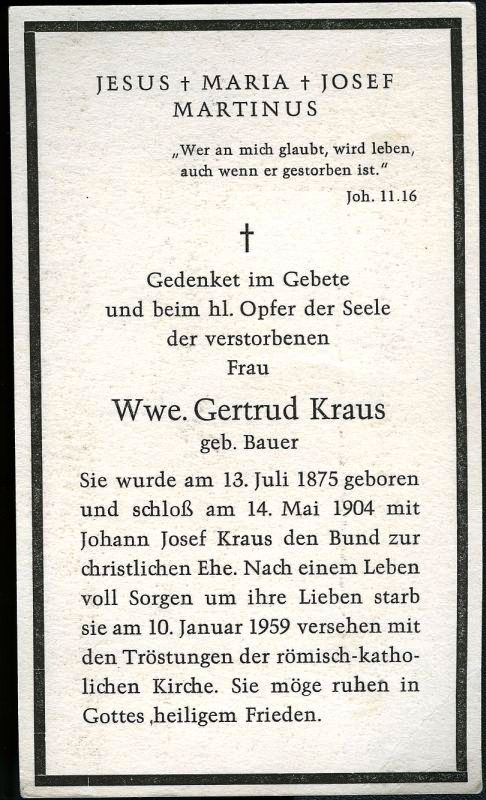 JESUS † MARIA † JOSEF
MARTINUS
„Wer an mich glaubt, wird leben,
auch wenn er gestorben ist.“
Joh. 11.16
†
Gedenket im Gebete
und beim hl. Opfer der Seele
der verstorbenen
Frau
Wwe. Gertrud Kraus
geb. Bauer
Sie wurde am 13. Juli 1875 geboren
und schloß am 14. Mai 1904 mit
Johann Josef Kraus den Bund zur
christlichen Ehe. Nach einem Leben
voll Sorgen um ihre Lieben starb
sie am 10. Januar 1959 versehen mit
den Tröstungen der römisch-katho-
lichen Kirche. Sie möge ruhen in
Gottes ,heiligem Frieden.